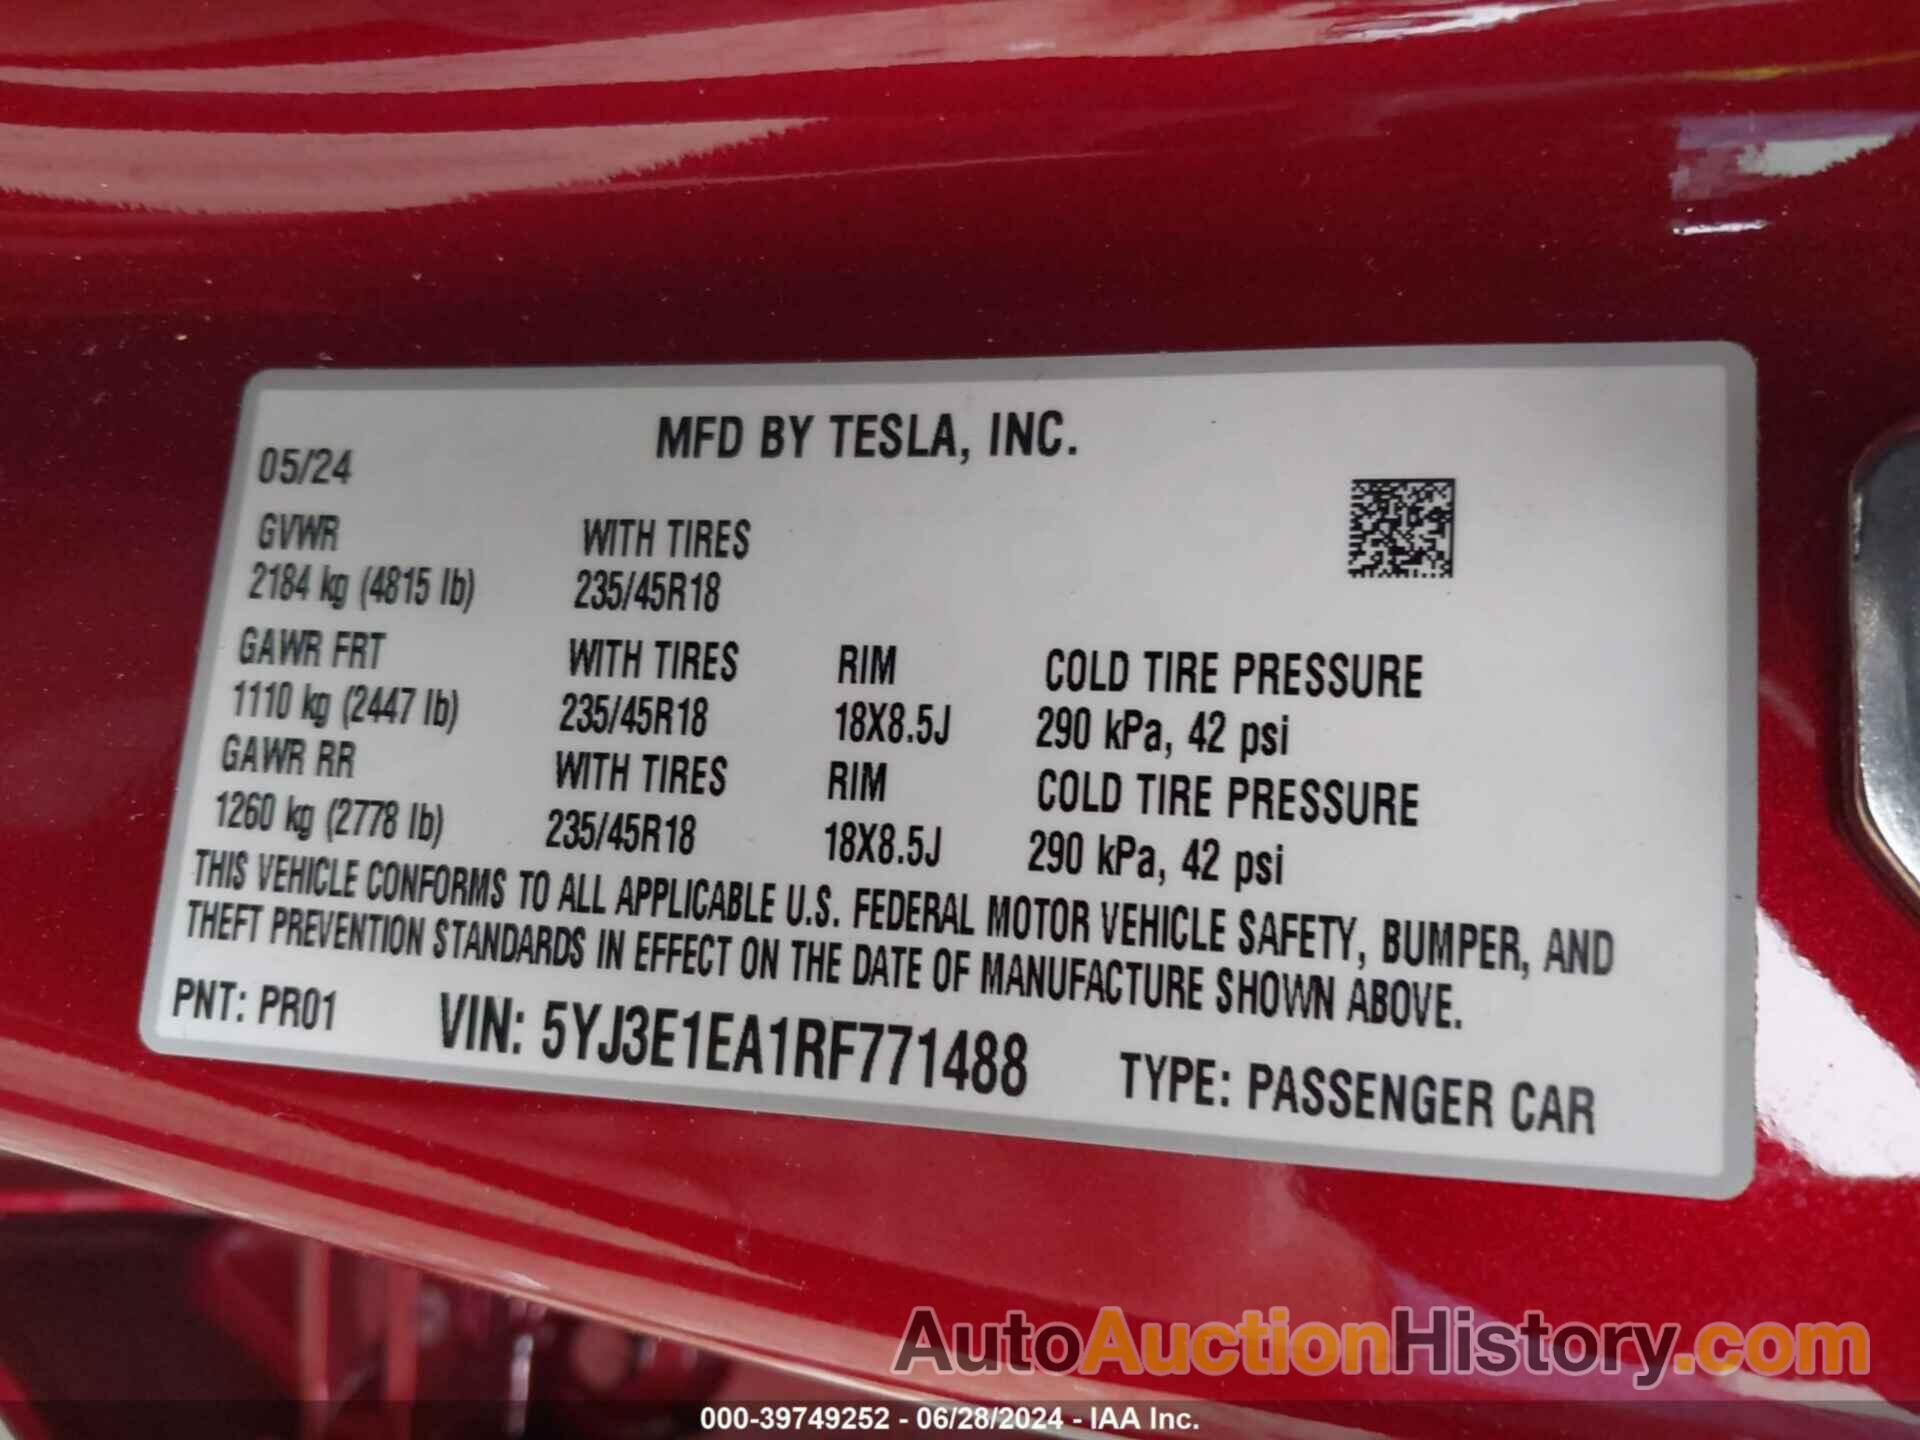 MFD BY TESLA, INC.
05/24
GVWR WITH TIRES
2184 kg (4815 lb) 235/45R18
GAWR FRT WITH TIRES RIM COLD TIRE PRESSURE
1110 kg (2447 lb) 235/45R18 18X8.5J 290 kPa, 42 psi
GAWR RR WITH TIRES RIM COLD TIRE PRESSURE
1260 kg (2778 lb) 235/45R18 18X8.5J 290 kPa, 42 psi
THIS VEHICLE CONFORMS TO ALL APPLICABLE U.S. FEDERAL MOTOR VEHICLE SAFETY, BUMPER, AND
THEFT PREVENTION STANDARDS IN EFFECT ON THE DATE OF MANUFACTURE SHOWN ABOVE.
PNT: PR01 VIN: 5YJ3E1EA1RF771488 TYPE: PASSENGER CAR
AutoAuctionHistory.com
000-39749252 - 06/28/2024 - IAA Inc.